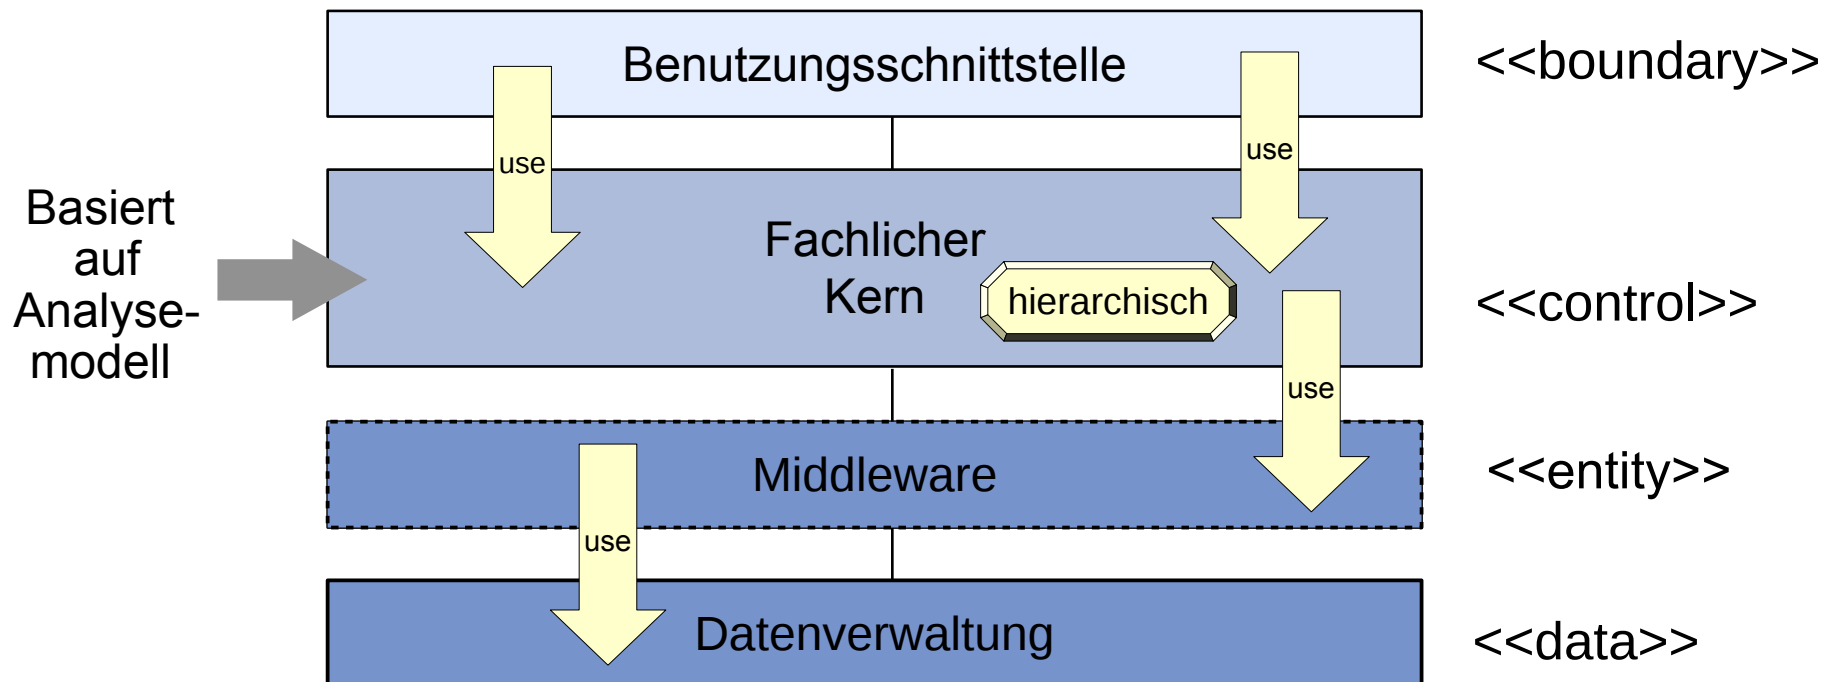 Benutzungsschnittstelle
<<boundary>>
use
use
Basiert
auf
Analyse-
modell
Fachlicher
Kern
hierarchisch
<<control>>
use
Middleware
<<entity>>
use
Datenverwaltung
<<data>>